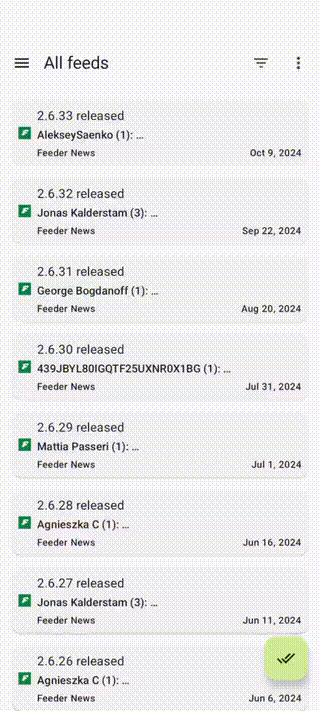 All feeds
2.6.33 released
AlekseySaenko (1): …
Feeder News Oct 9, 2024
2.6.32 released
Jonas Kalderstam (3): …
Feeder News Sep 22, 2024
2.6.31 released
George Bogdanoff (1): …
Feeder News Aug 20, 2024
2.6.30 released
439JBYL80IGQTF25UXNR0X1BG (1): …
Feeder News Jul 31, 2024
2.6.29 released
Mattia Passeri (1): …
Feeder News Jul 1, 2024
2.6.28 released
Agnieszka C (1): …
Feeder News Jun 16, 2024
2.6.27 released
Jonas Kalderstam (3): …
Feeder News Jun 11, 2024
2.6.26 released
Agnieszka C (1): …
Feeder News Jun 6, 2024